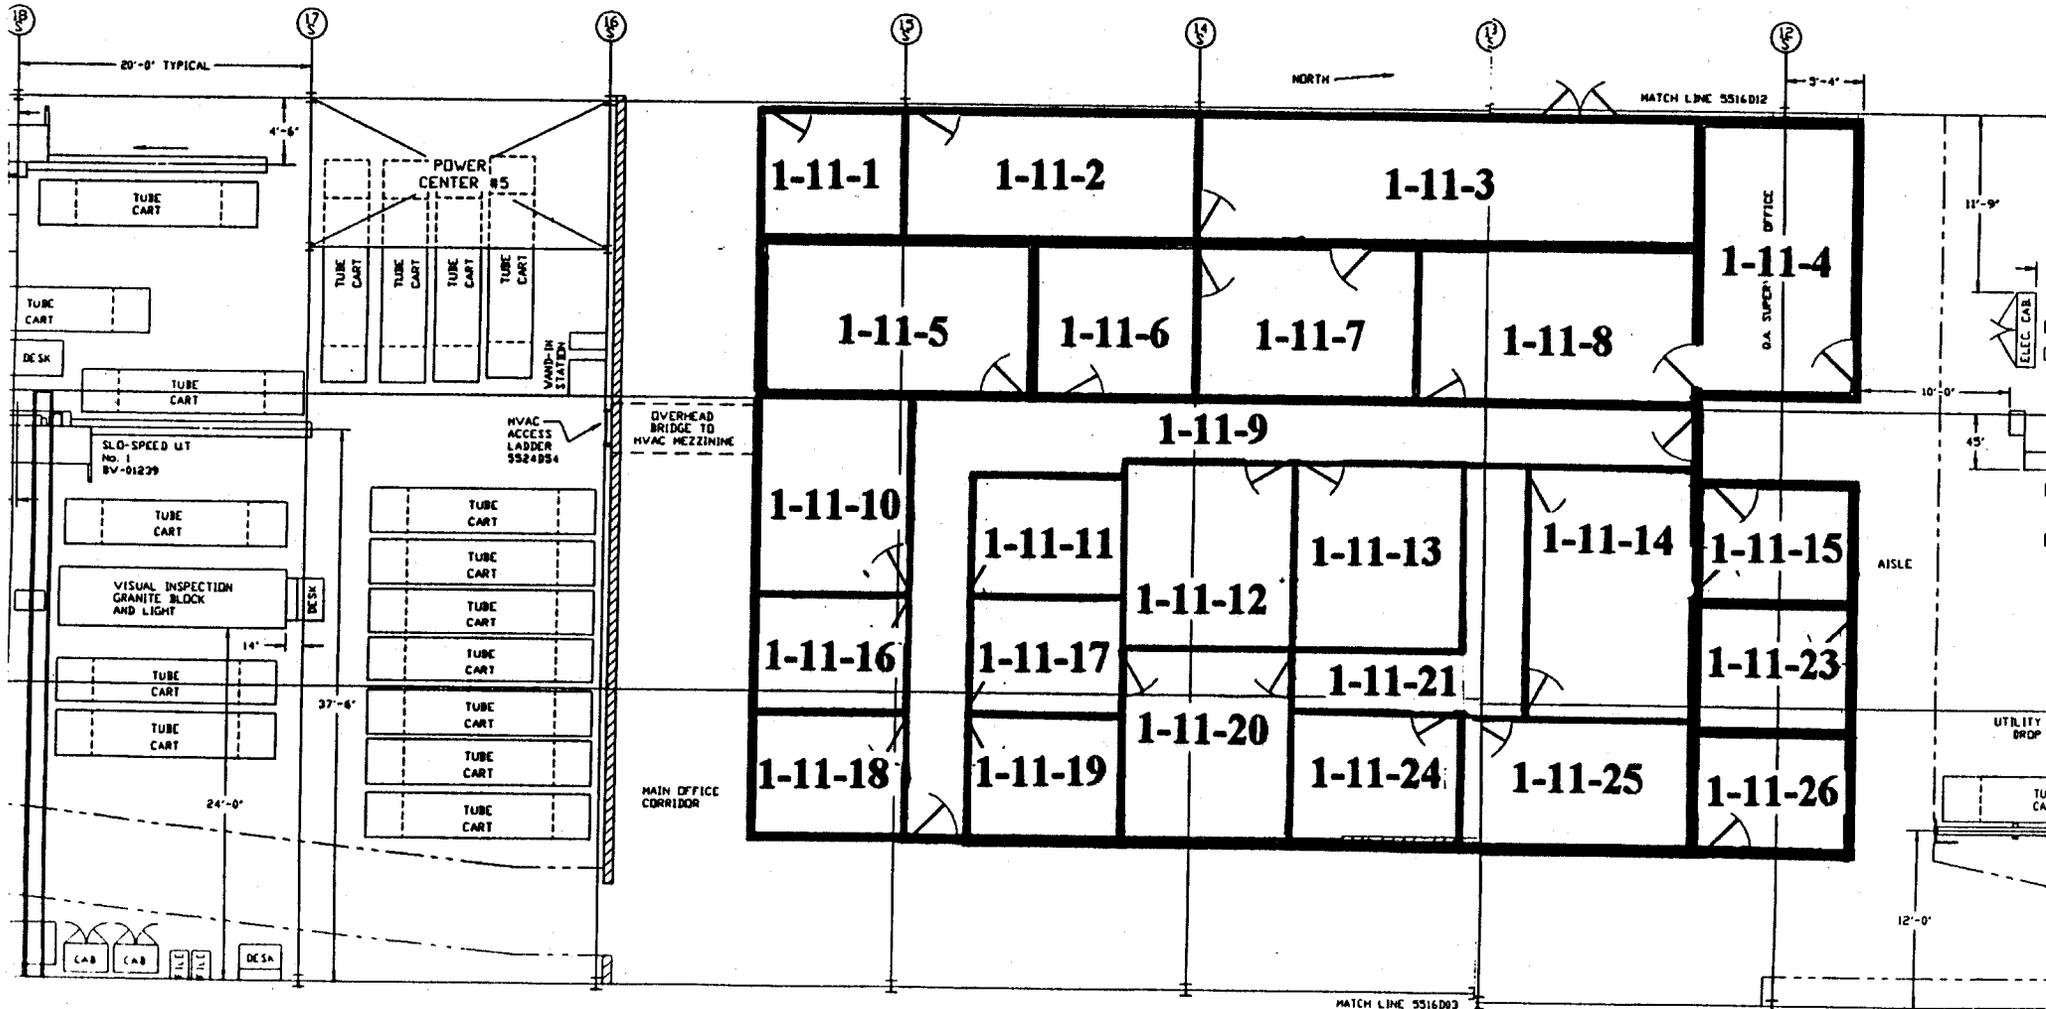 18
S
17
S
16
S
15
S
14
S
13
S
12
S
20'-0" TYPICAL
NORTH
5'-4"
MATCH LINE 5516D12
4'-6"
POWER
CENTER #5
TUBE
CART
TUBE
CART
TUBE
CART
TUBE
CART
TUBE
CART
TUBE
CART
DESK
TUBE
CART
HVAC
ACCESS
LADDER
5524D54
OVERHEAD
BRIDGE TO
HVAC MEZZININE
SLO-SPEED UT
No. 1
BV-01239
TUBE
CART
VISUAL INSPECTION
GRANITE BLOCK
AND LIGHT
DESK
14"
TUBE
CART
TUBE
CART
37'-6"
24'-0"
TUBE
CART
TUBE
CART
TUBE
CART
TUBE
CART
TUBE
CART
TUBE
CART
TUBE
CART
MAIN OFFICE
CORRIDOR
CAB
CAB
DESK
1-11-1
1-11-2
1-11-3
1-11-4
Q.A. SUPER
OFFICE
1-11-5
1-11-6
1-11-7
1-11-8
1-11-9
1-11-10
1-11-11
1-11-12
1-11-13
1-11-14
1-11-15
1-11-16
1-11-17
1-11-18
1-11-19
1-11-20
1-11-21
1-11-23
1-11-24
1-11-25
1-11-26
11'-9"
ELEC. CAB.
10'-0"
45"
AISLE
UTILITY
DROP
12'-0"
MATCH LINE 5516D03